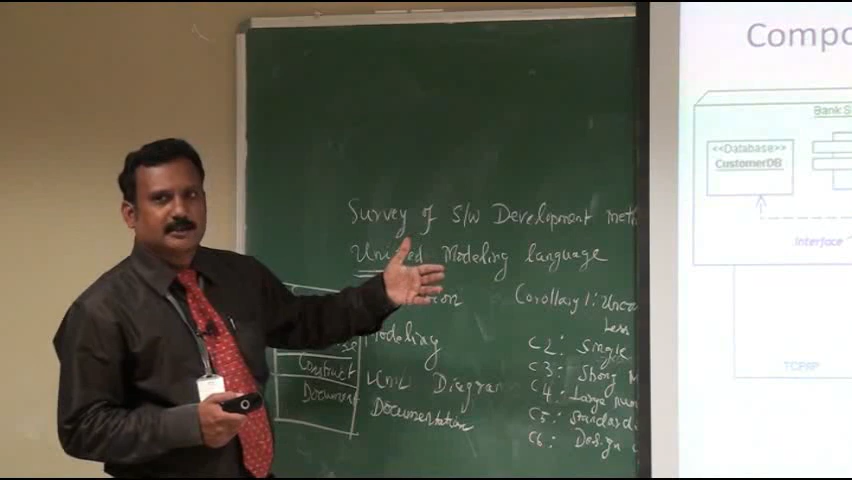 Survey of S/W Development meth
Unified Modeling language
Corollary 1: Unco
Less
Modeling
C2: Single
C3: Strong M
Construct
UML Diagram
C4: Large num
Document
Documentation
C5: Standard
C6: Design
Compo
Bank S
<<Database>>
CustomerDB
Interface
TCP/IP